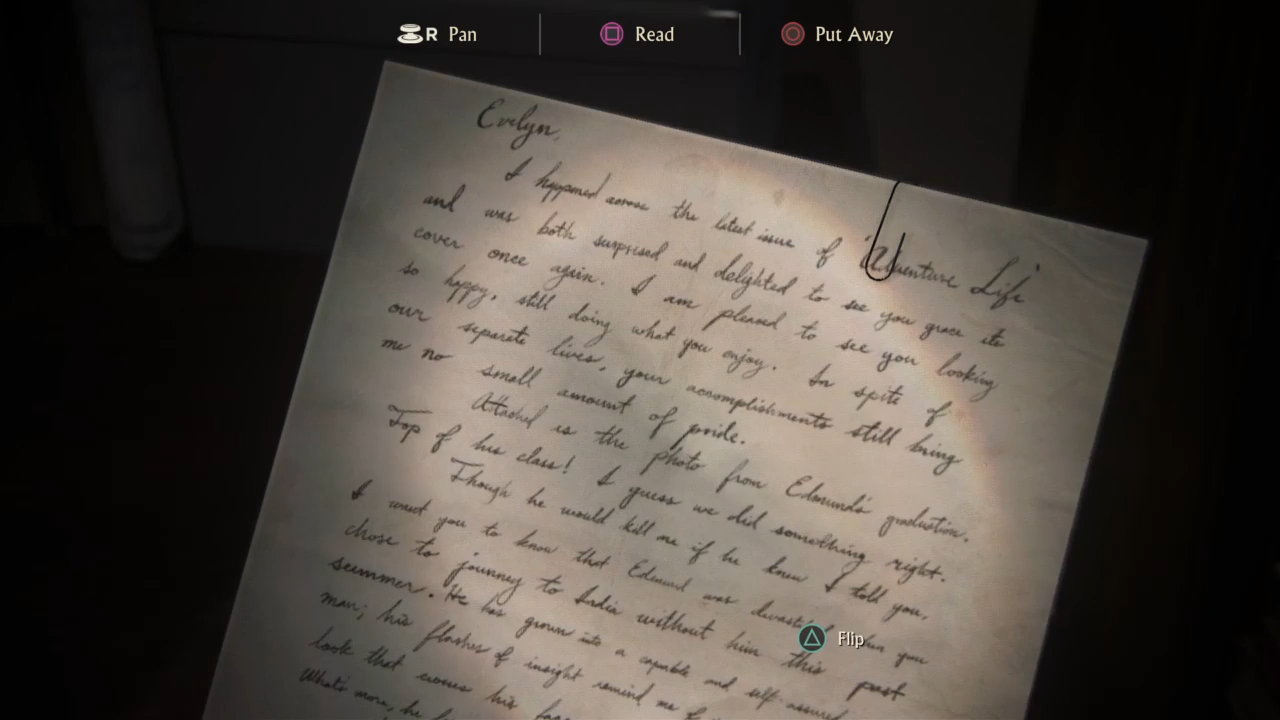 R Pan
Read
Put Away
Evelyn,
I happened across the latest issue of 'Adventure Life'
and was both surprised and delighted to see you grace its
cover once again. I am pleased to see you looking
so happy, still doing what you enjoy. In spite of
our separate lives, your accomplishments still bring
me no small amount of pride.
Attached is the photo from Edmund's graduation.
Top of his class! I guess we did something right.
Though he would kill me if he knew I told you,
I want you to know that Edmund was devastated when you
chose to journey to India without him this past
summer. He has grown into a capable and self assured
man; his flashes of insight remind me of
look that crosses his face
What's more, he
Flip